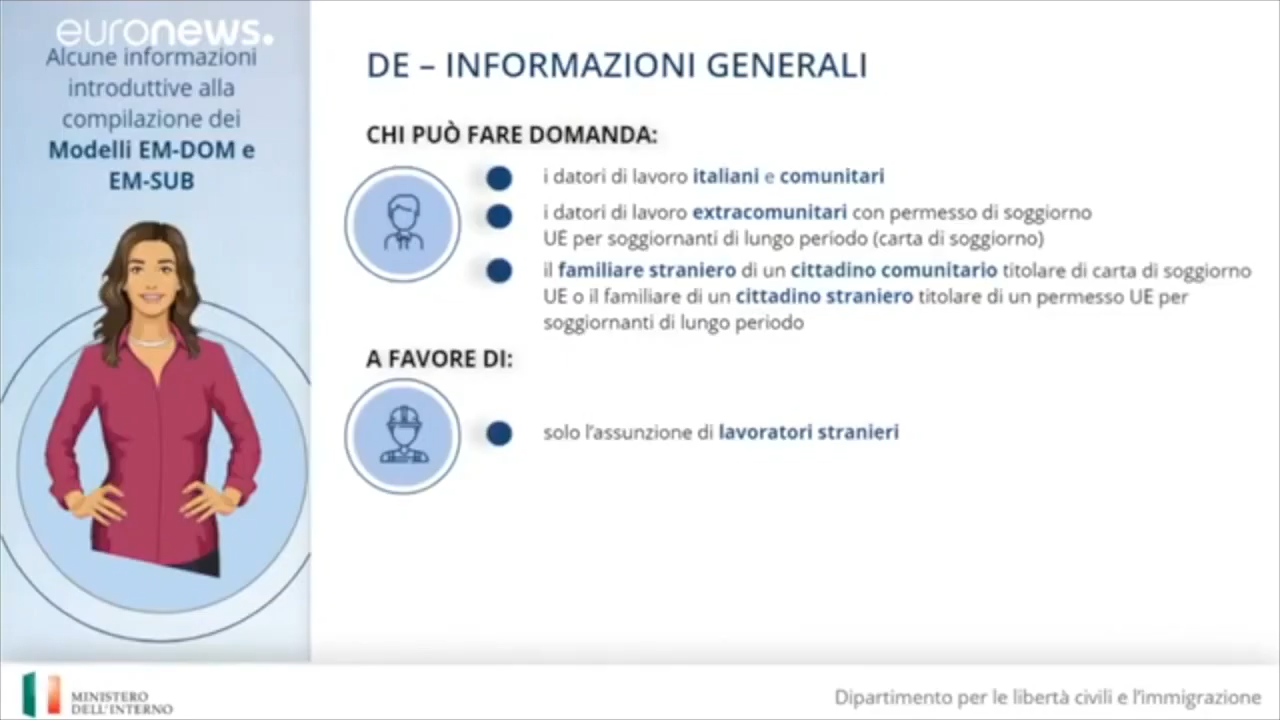 euronews.
Alcune informazioni
introduttive alla
compilazione dei
Modelli EM-DOM e
EM-SUB
DE – INFORMAZIONI GENERALI
CHI PUÒ FARE DOMANDA:
i datori di lavoro italiani e comunitari
i datori di lavoro extracomunitari con permesso di soggiorno
UE per soggiornanti di lungo periodo (carta di soggiorno)
il familiare straniero di un cittadino comunitario titolare di carta di soggiorno
UE o il familiare di un cittadino straniero titolare di un permesso UE per
soggiornanti di lungo periodo
A FAVORE DI:
solo l'assunzione di lavoratori stranieri
MINISTERO
DELL'INTERNO
Dipartimento per le libertà civili e l'immigrazione